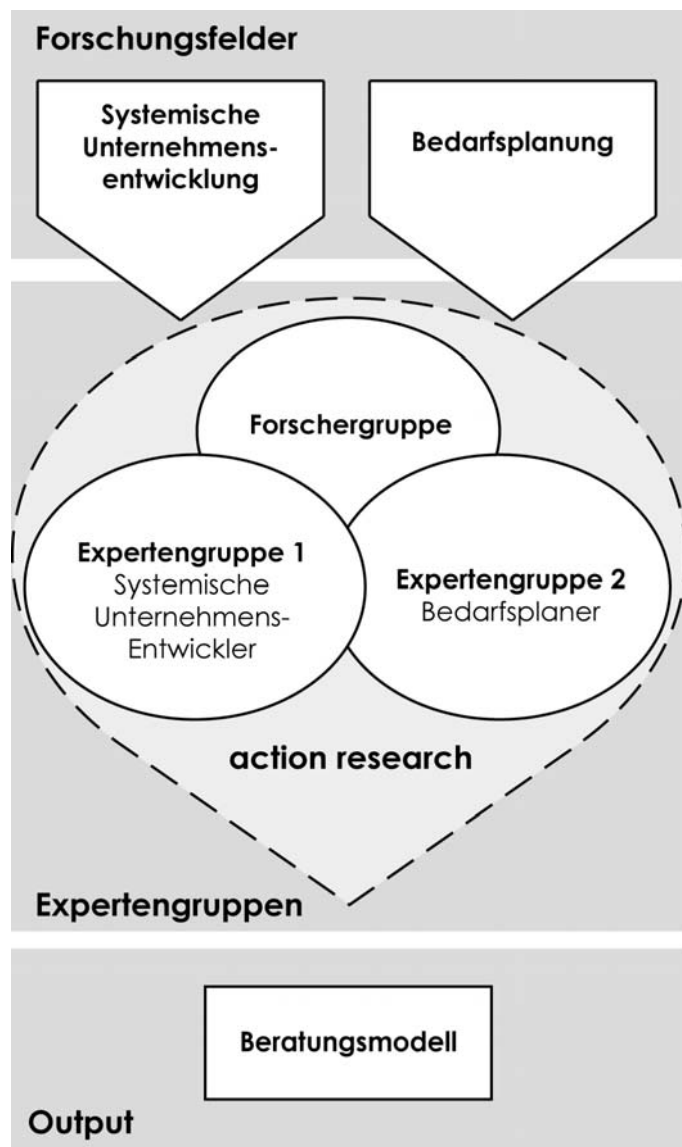 Forschungsfelder
Systemische
Unternehmens-
entwicklung
Bedarfsplanung
Forschergruppe
Expertengruppe 1
Systemische
Unternehmens-
Entwickler
Expertengruppe 2
Bedarfsplaner
action research
Expertengruppen
Beratungsmodell
Output